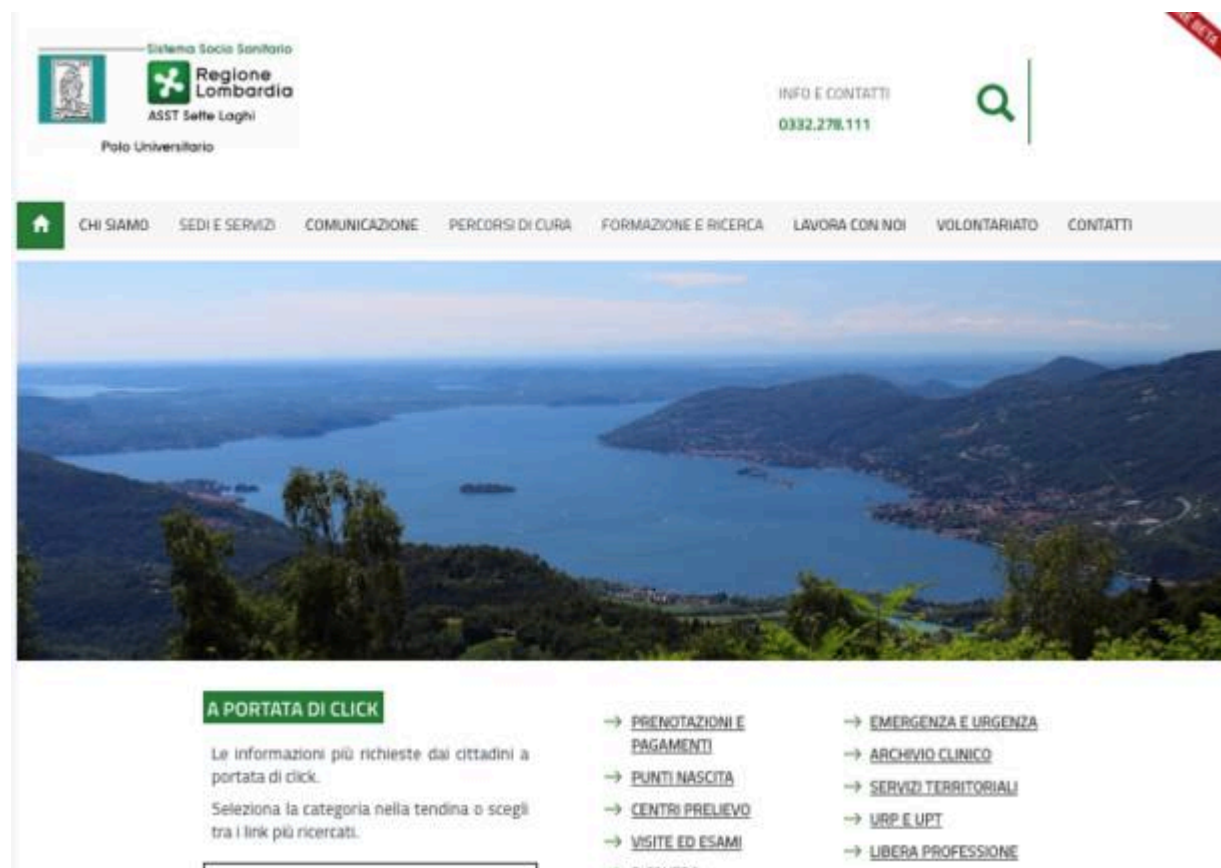 Sistema Socio Sanitario
Regione
Lombardia
ASST Sette Laghi
Polo Universitario
INFO E CONTATTI
0332.278.111
BETA
CHI SIAMO
SEDI E SERVIZI
COMUNICAZIONE
PERCORSI DI CURA
FORMAZIONE E RICERCA
LAVORA CON NOI
VOLONTARIATO
CONTATTI
A PORTATA DI CLICK
Le informazioni più richieste dai cittadini a
portata di click.
Seleziona la categoria nella tendina o scegli
tra i link più ricercati.
PRENOTAZIONI E
PAGAMENTI
PUNTI NASCITA
CENTRI PRELIEVO
VISITE ED ESAMI
EMERGENZA E URGENZA
ARCHIVIO CLINICO
SERVIZI TERRITORIALI
URP E UPT
LIBERA PROFESSIONE